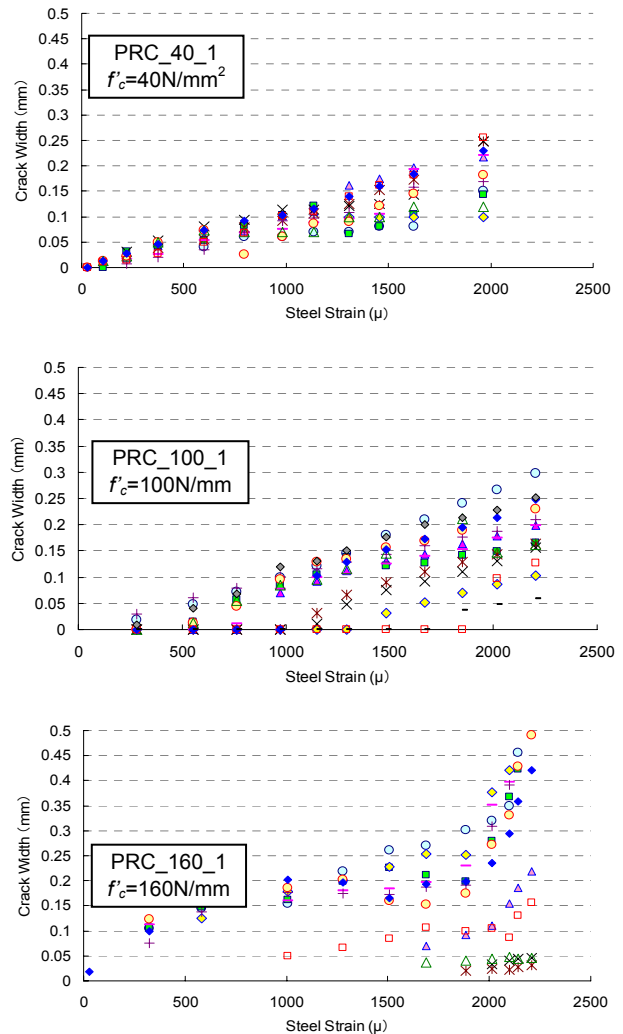 0.5
0.45
0.4
0.35
0.3
0.25
0.2
0.15
0.1
0.05
0
Crack Width (mm)
PRC_40_1
f'c=40N/mm2
0 500 1000 1500 2000 2500
Steel Strain (μ)
0.5
0.45
0.4
0.35
0.3
0.25
0.2
0.15
0.1
0.05
0
Crack Width (mm)
PRC_100_1
f'c=100N/mm
0 500 1000 1500 2000 2500
Steel Strain (μ)
0.5
0.45
0.4
0.35
0.3
0.25
0.2
0.15
0.1
0.05
0
Crack Width (mm)
PRC_160_1
f'c=160N/mm
0 500 1000 1500 2000 2500
Steel Strain (μ)